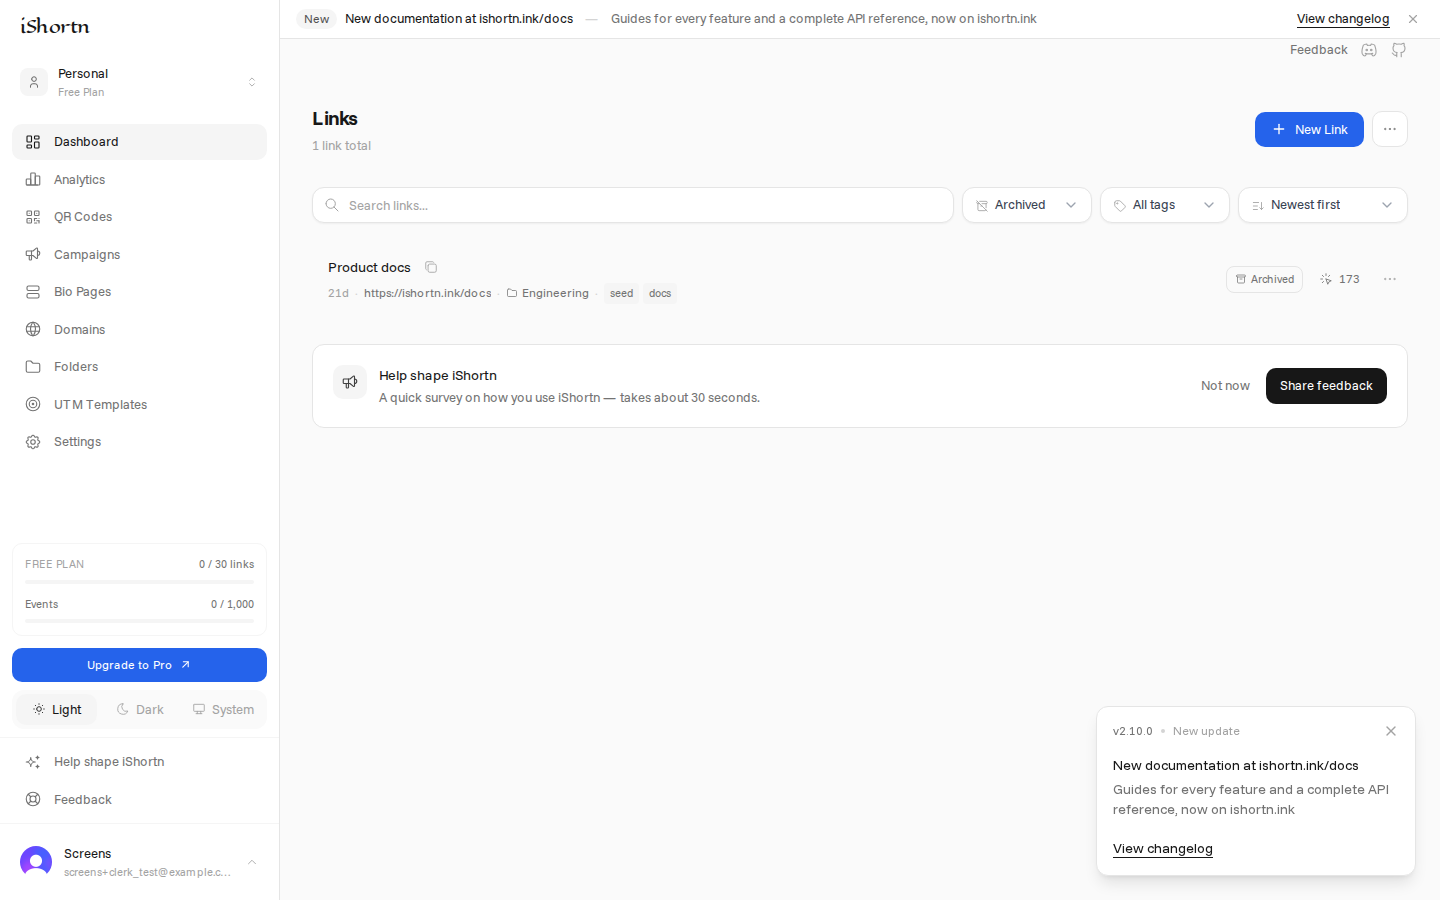 iShortn
Personal
Free Plan
Dashboard
Analytics
QR Codes
Campaigns
Bio Pages
Domains
Folders
UTM Templates
Settings
FREE PLAN 0 / 30 links
Events 0 / 1,000
Upgrade to Pro
Light Dark System
Help shape iShortn
Feedback
Screens
screens+clerk_test@example.c...
New New documentation at ishortn.ink/docs — Guides for every feature and a complete API reference, now on ishortn.ink View changelog
Feedback
Links
1 link total
New Link
Search links... Archived All tags Newest first
Product docs
21d · https://ishortn.ink/docs · Engineering · seed docs
Archived 173
Help shape iShortn
A quick survey on how you use iShortn — takes about 30 seconds.
Not now Share feedback
v2.10.0 • New update
New documentation at ishortn.ink/docs
Guides for every feature and a complete API
reference, now on ishortn.ink
View changelog